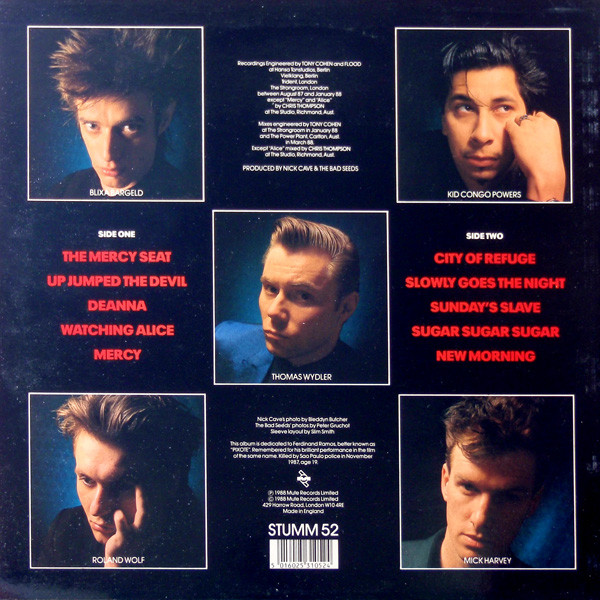 Recordings Engineered by TONY COHEN and FLOOD
at Hansa Tonstudios, Berlin
Vielklang, Berlin
Trident, London
The Strongroom, London
between August 87 and January 88
except "Mercy" and "Alice"
by CHRIS THOMPSON
at The Studio, Richmond, Aust.
Mixes engineered by TONY COHEN
at The Strongroom in January 88
and The Power Plant, Carlton, Aust.
in March 88.
Except "Alice" mixed by CHRIS THOMPSON
at The Studio, Richmond, Aust.
PRODUCED BY NICK CAVE & THE BAD SEEDS
BLIXA BARGELD
KID CONGO POWERS
SIDE ONE
THE MERCY SEAT
UP JUMPED THE DEVIL
DEANNA
WATCHING ALICE
MERCY
SIDE TWO
CITY OF REFUGE
SLOWLY GOES THE NIGHT
SUNDAY'S SLAVE
SUGAR SUGAR SUGAR
NEW MORNING
THOMAS WYDLER
Nick Cave's photo by Bleddyn Butcher
The Bad Seeds' photos by Peter Gruchot
Sleeve layout by Slim Smith
This album is dedicated to Ferdinand Ramos, better known as
"PIXOTE". Remembered for his brilliant performance in the film
of the same name. Killed by Sao Paulo police in November
1987, age 19.
MUTE
℗ 1988 Mute Records Limited
© 1988 Mute Records Limited
429 Harrow Road, London W10 4RE
Made in England
STUMM 52
5 016025 310524
ROLAND WOLF
MICK HARVEY